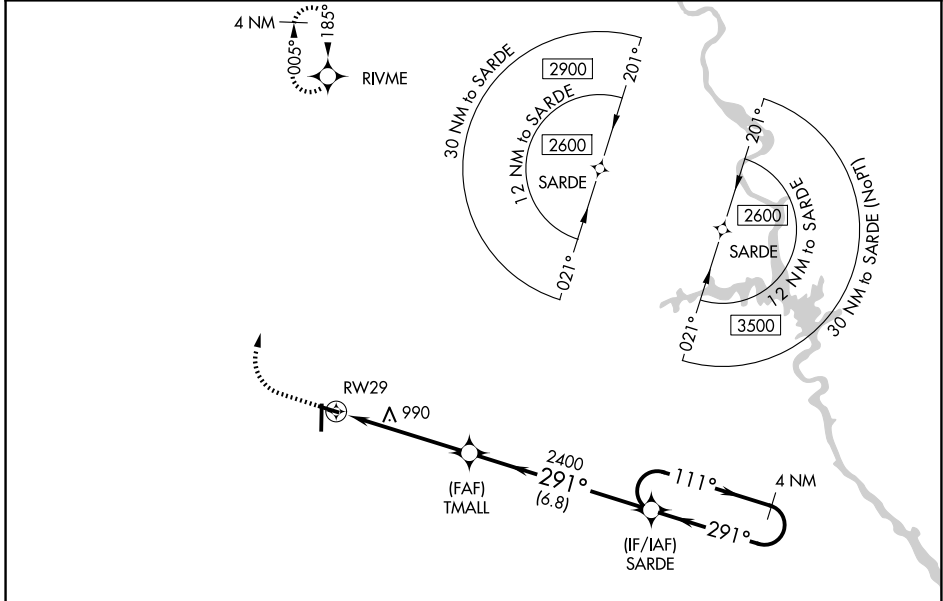 4 NM
185°
005°
RIVME
30 NM to SARDE
2900
201°
12 NM to SARDE
2600
SARDE
021°
201°
2600
SARDE
12 NM to SARDE
30 NM to SARDE (NoPT)
3500
021°
RW29
990
(FAF)
TMALL
2400
291°
(6.8)
111°
4 NM
291°
(IF/IAF)
SARDE